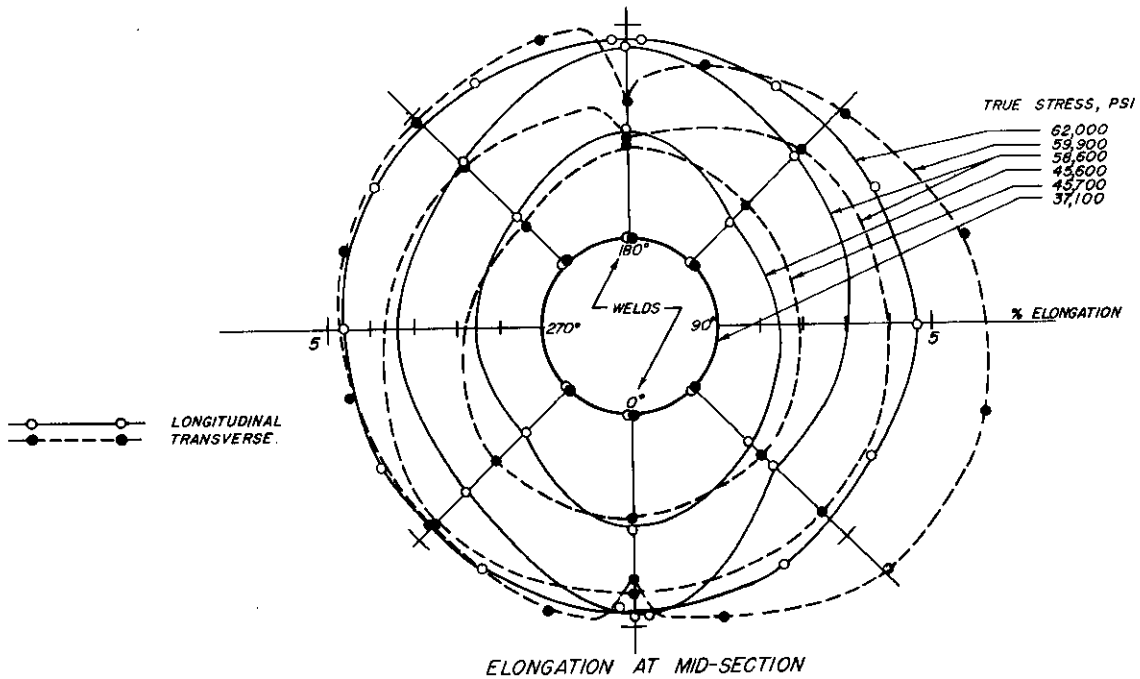 TRUE STRESS, PSI
62,000
59,900
58,600
45,600
45,700
37,100
180°
WELDS
270°
90°
% ELONGATION
5
5
0°
LONGITUDINAL
TRANSVERSE.
ELONGATION AT MID-SECTION